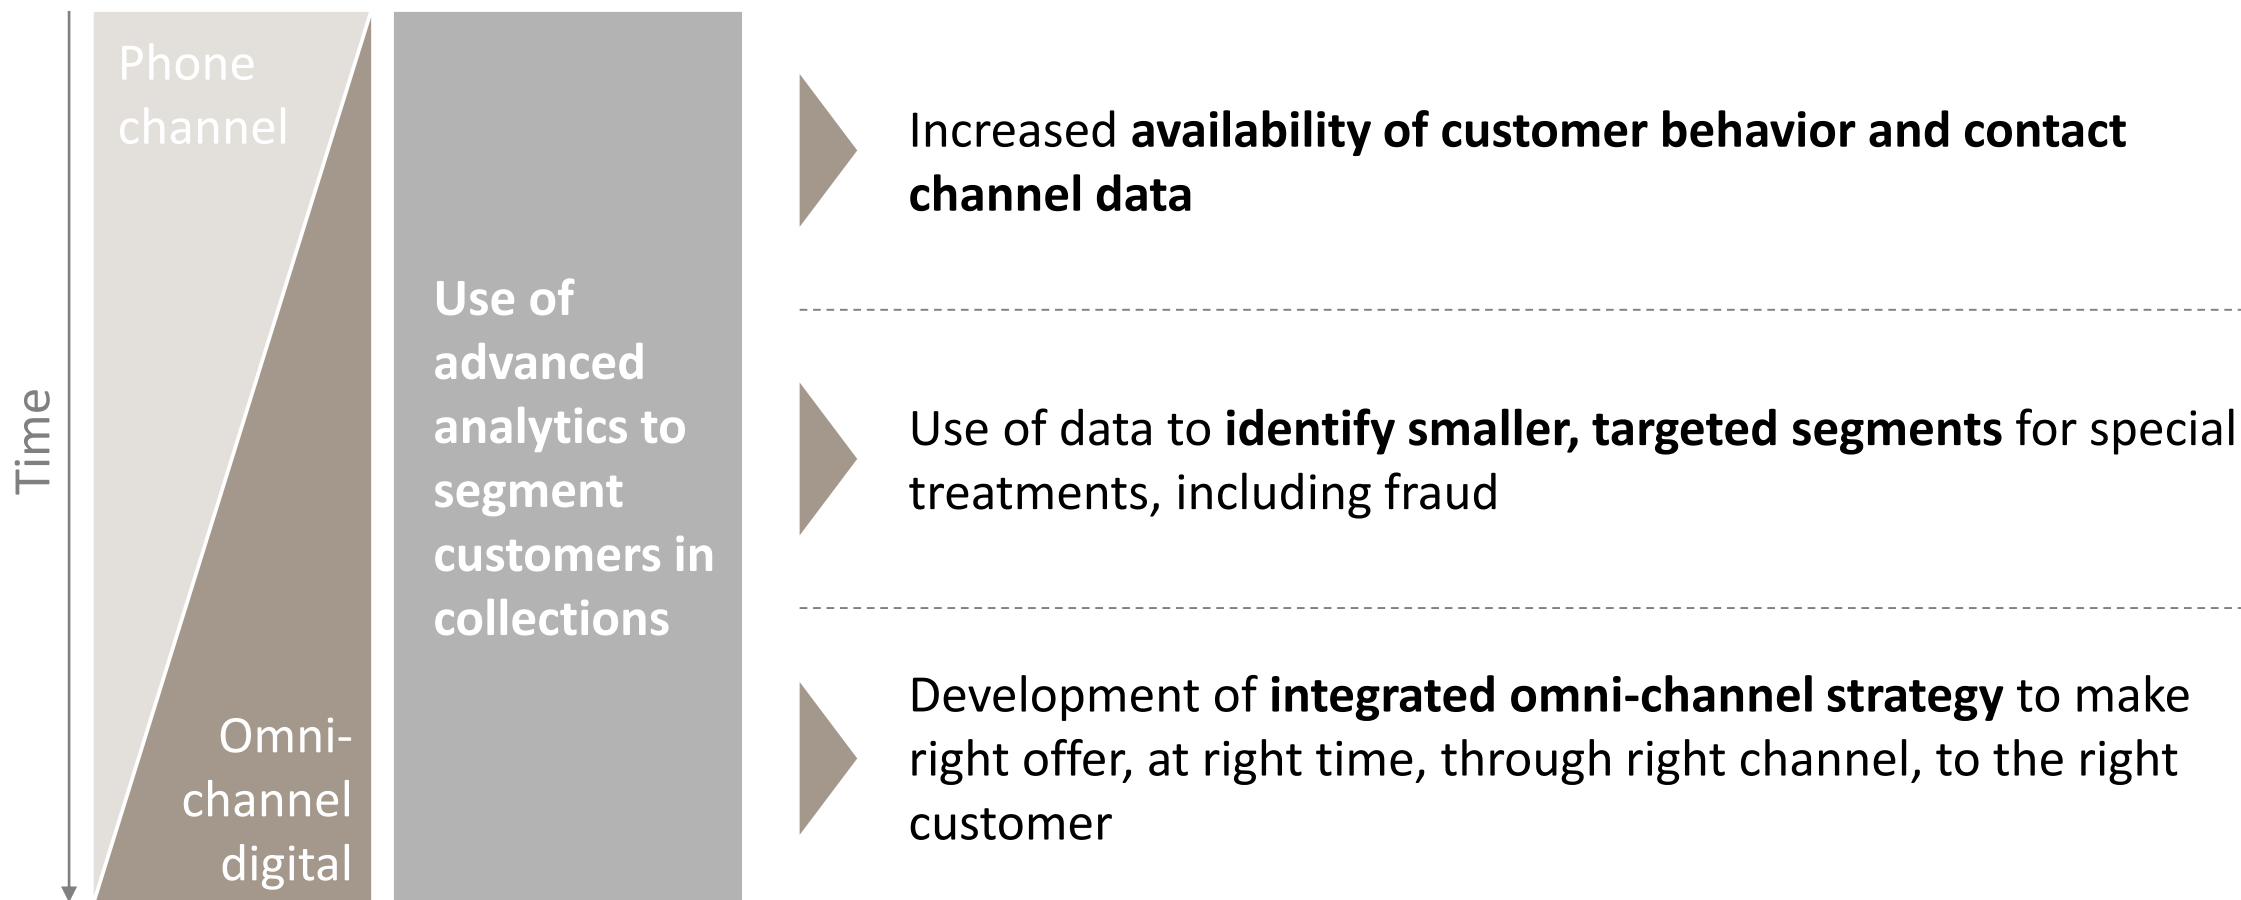 Time
Phone
channel
Omni-
channel
digital
Use of
advanced
analytics to
segment
customers in
collections
Increased availability of customer behavior and contact
channel data
Use of data to identify smaller, targeted segments for special
treatments, including fraud
Development of integrated omni-channel strategy to make
right offer, at right time, through right channel, to the right
customer